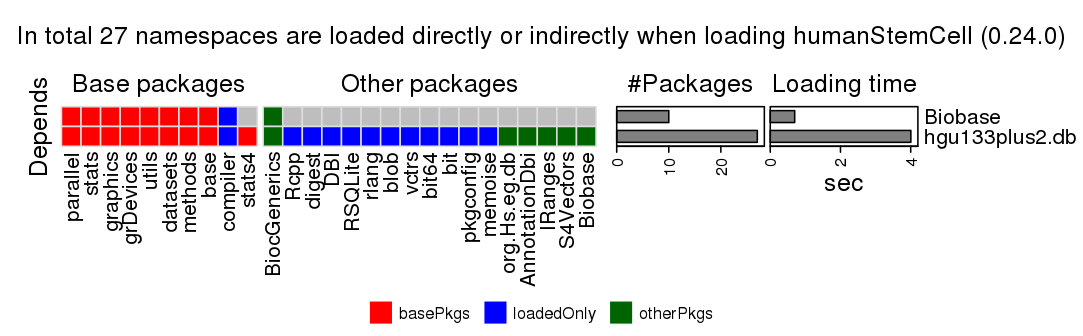 In total 27 namespaces are loaded directly or indirectly when loading humanStemCell (0.24.0)
Base packages Other packages #Packages Loading time
Depends
Biobase
hgu133plus2.db
0 10 20 0 2 4
sec
parallel
stats
graphics
grDevices
utils
datasets
methods
base
compiler
stats4
BiocGenerics
Rcpp
digest
DBI
RSQLite
rlang
blob
vctrs
bit64
bit
pkgconfig
memoise
org.Hs.eg.db
AnnotationDbi
IRanges
S4Vectors
Biobase
basePkgs loadedOnly otherPkgs